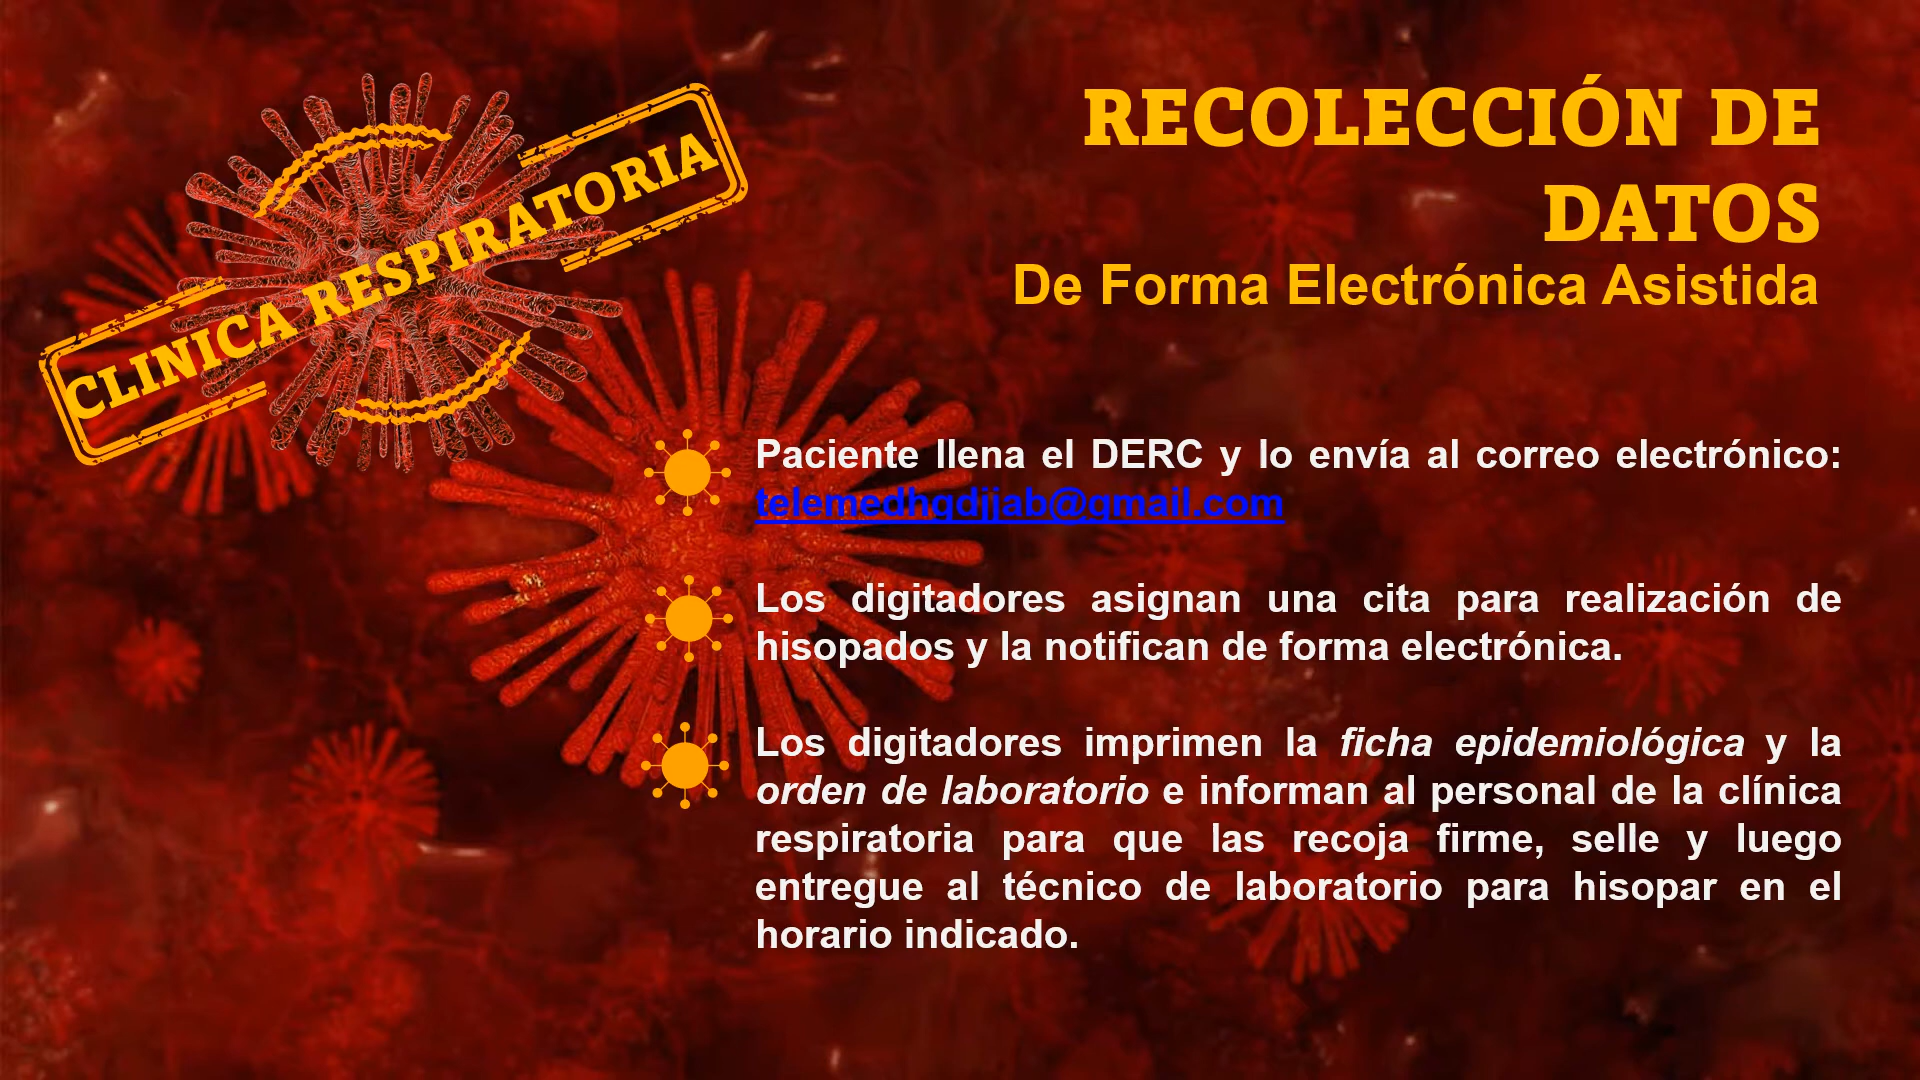 CLINICA RESPIRATORIA
RECOLECCIÓN DE
DATOS
De Forma Electrónica Asistida
Paciente llena el DERC y lo envía al correo electrónico:
telemedhqdjjab@gmail.com
Los digitadores asignan una cita para realización de
hisopados y la notifican de forma electrónica.
Los digitadores imprimen la ficha epidemiológica y la
orden de laboratorio e informan al personal de la clínica
respiratoria para que las recoja firme, selle y luego
entregue al técnico de laboratorio para hisopar en el
horario indicado.